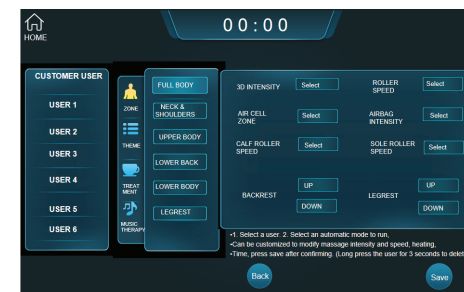 00:00
HOME
CUSTOMER USER
USER 1
USER 2
USER 3
USER 4
USER 5
USER 6
ZONE
THEME
TREAT
MENT
MUSIC
THERAPY
FULL BODY
NECK &
SHOULDERS
UPPER BODY
LOWER BACK
LOWER BODY
LEGREST
3D INTENSITY Select
ROLLER
SPEED Select
AIR CELL
ZONE Select
AIRBAG
INTENSITY Select
CALF ROLLER
SPEED Select
SOLE ROLLER
SPEED Select
BACKREST UP DOWN
LEGREST UP DOWN
•1. Select a user. 2. Select an automatic mode to run,
•Can be customized to modify massage intensity and speed, heating,
•Time, press save after confirming. (Long press the user for 3 seconds to delet
Back
Save